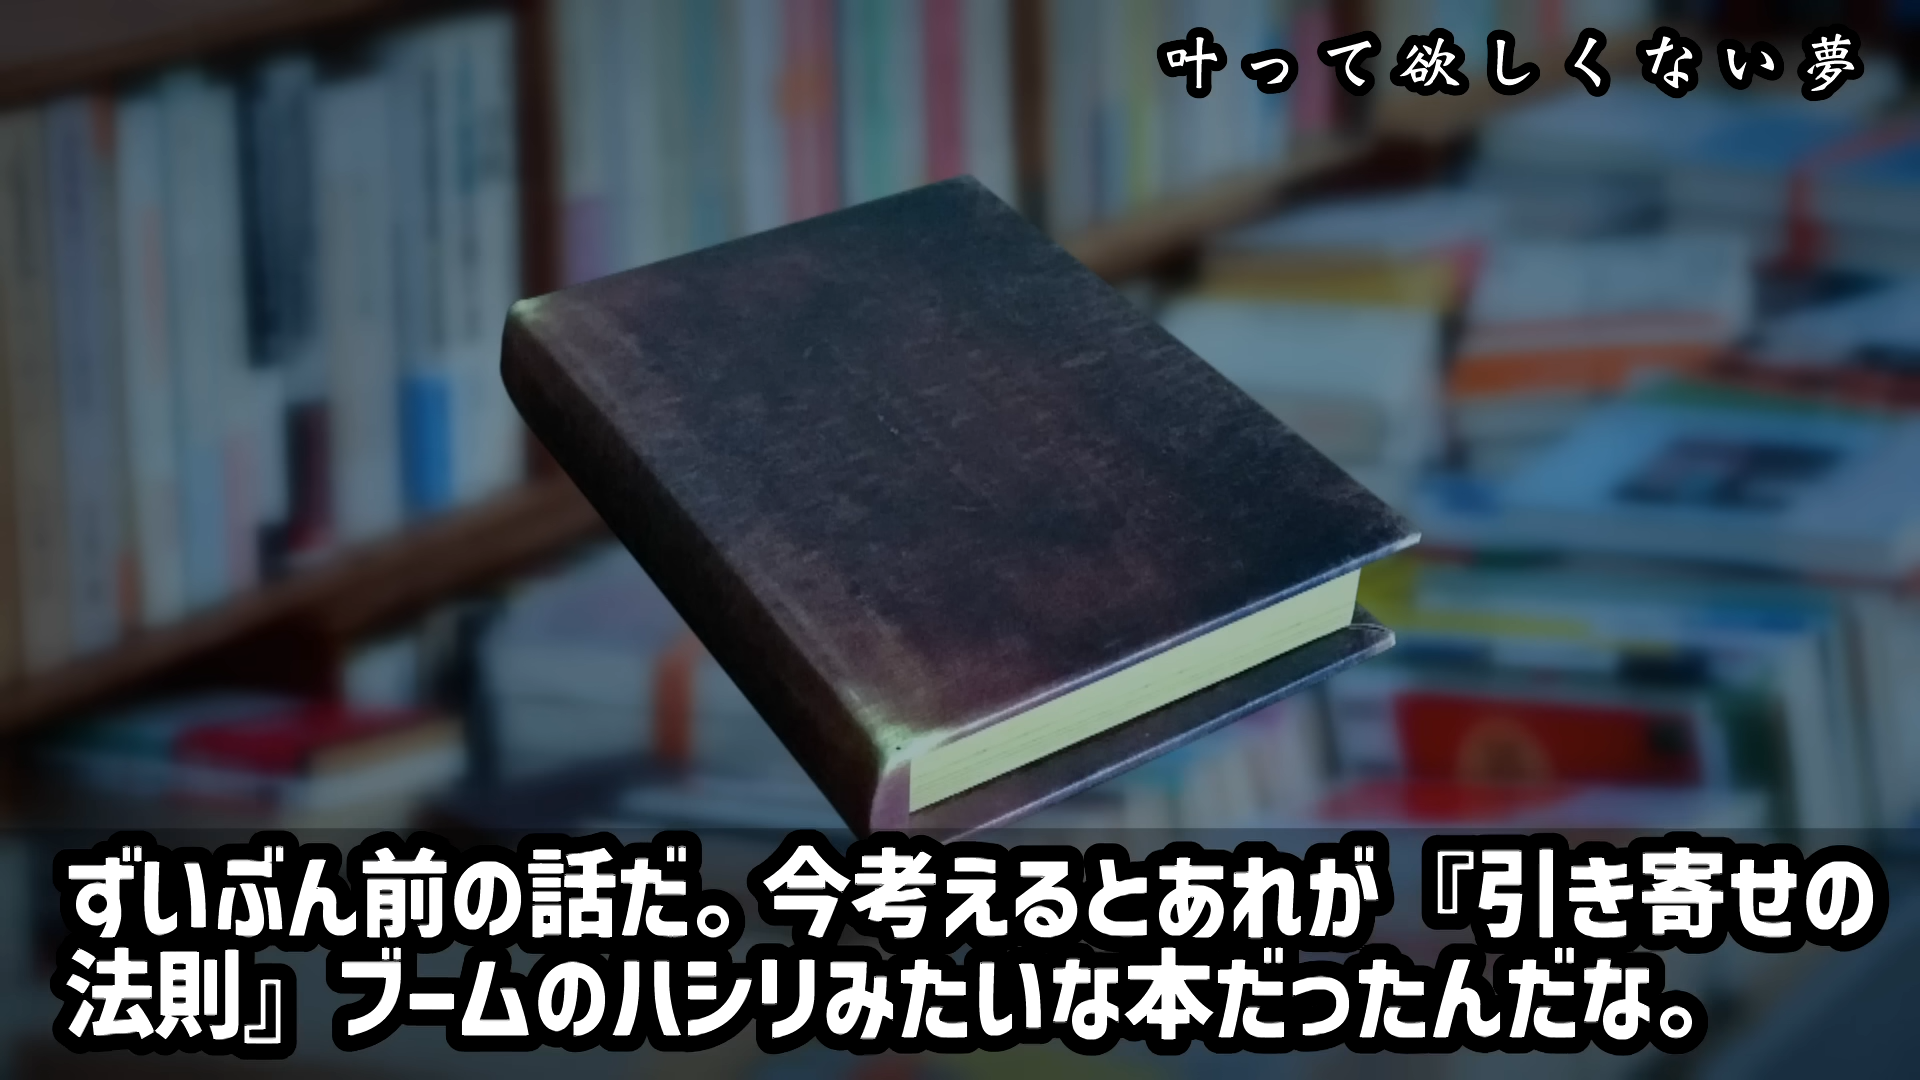 叶って欲しくない夢
ずいぶん前の話だ。今考えるとあれが『引き寄せの
法則』ブームのハシリみたいな本だったんだな。